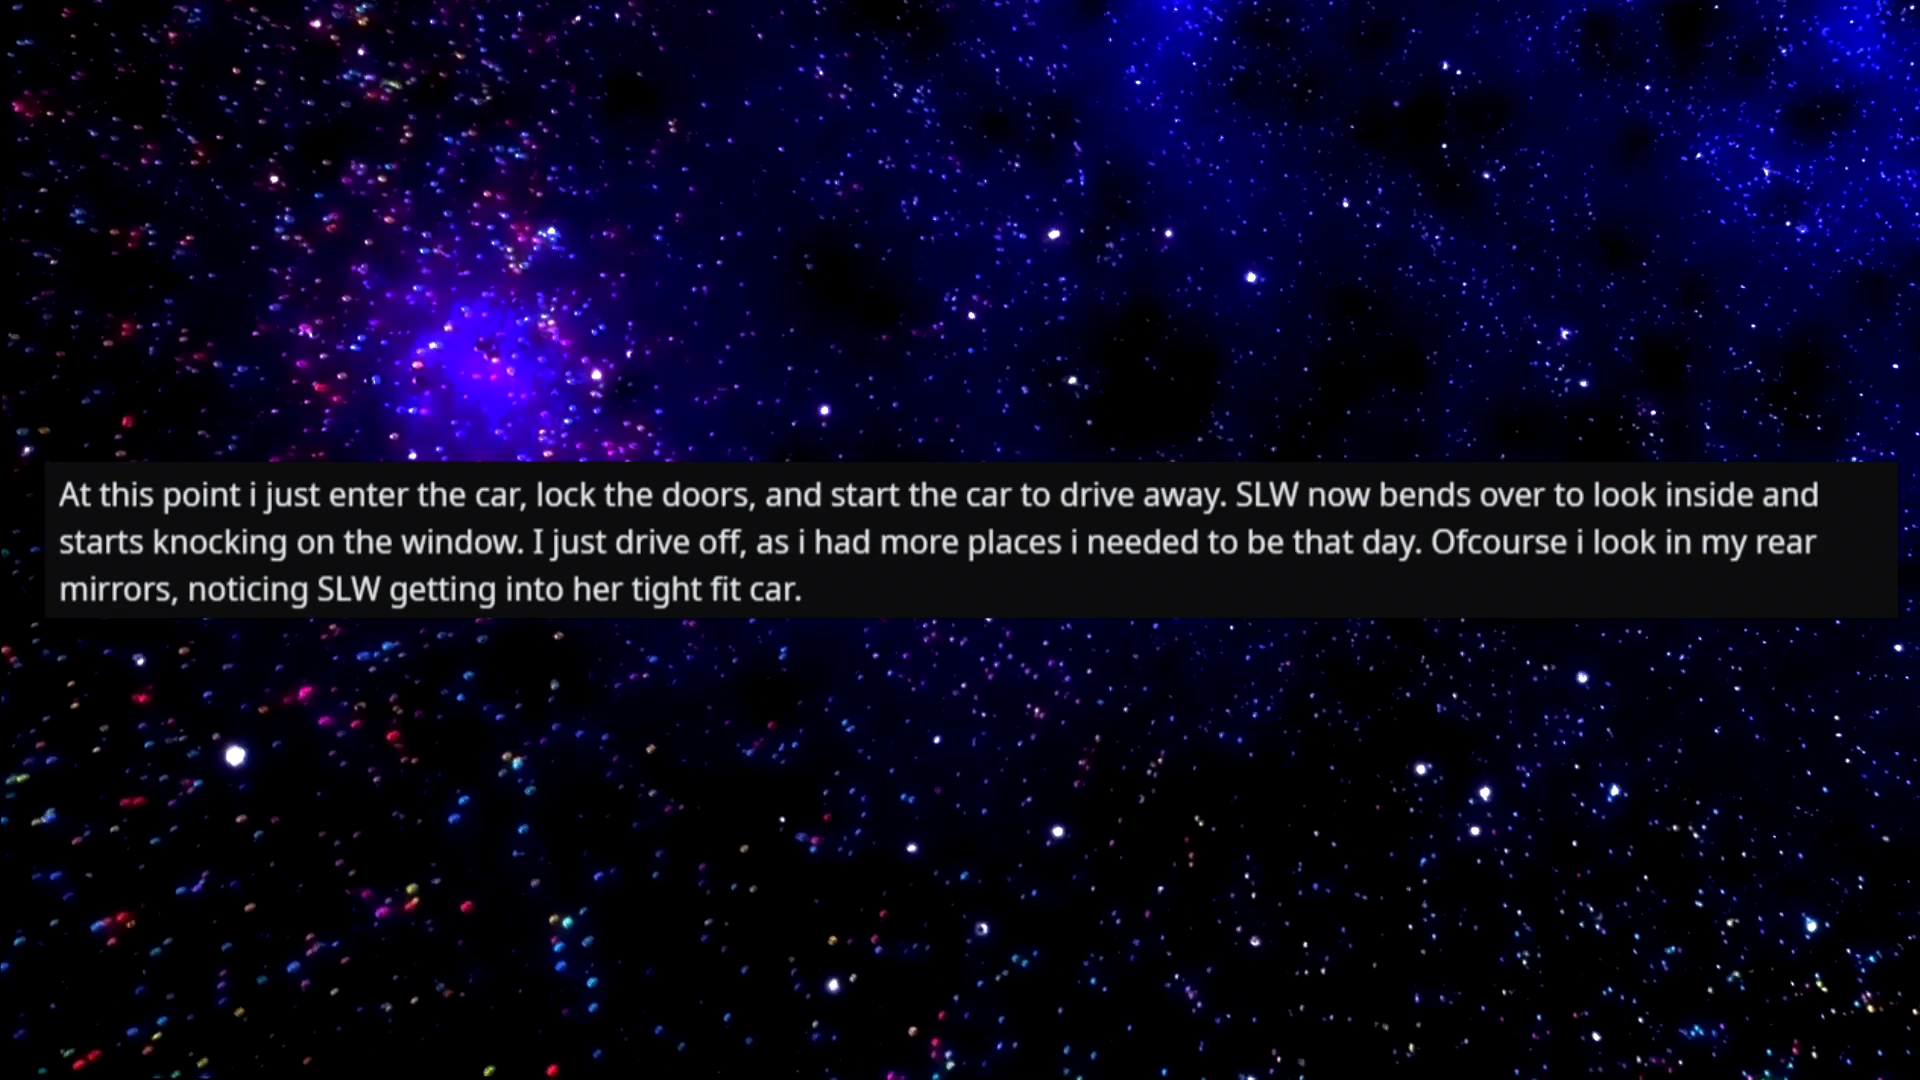 At this point i just enter the car, lock the doors, and start the car to drive away. SLW now bends over to look inside and
starts knocking on the window. I just drive off, as i had more places i needed to be that day. Ofcourse i look in my rear
mirrors, noticing SLW getting into her tight fit car.